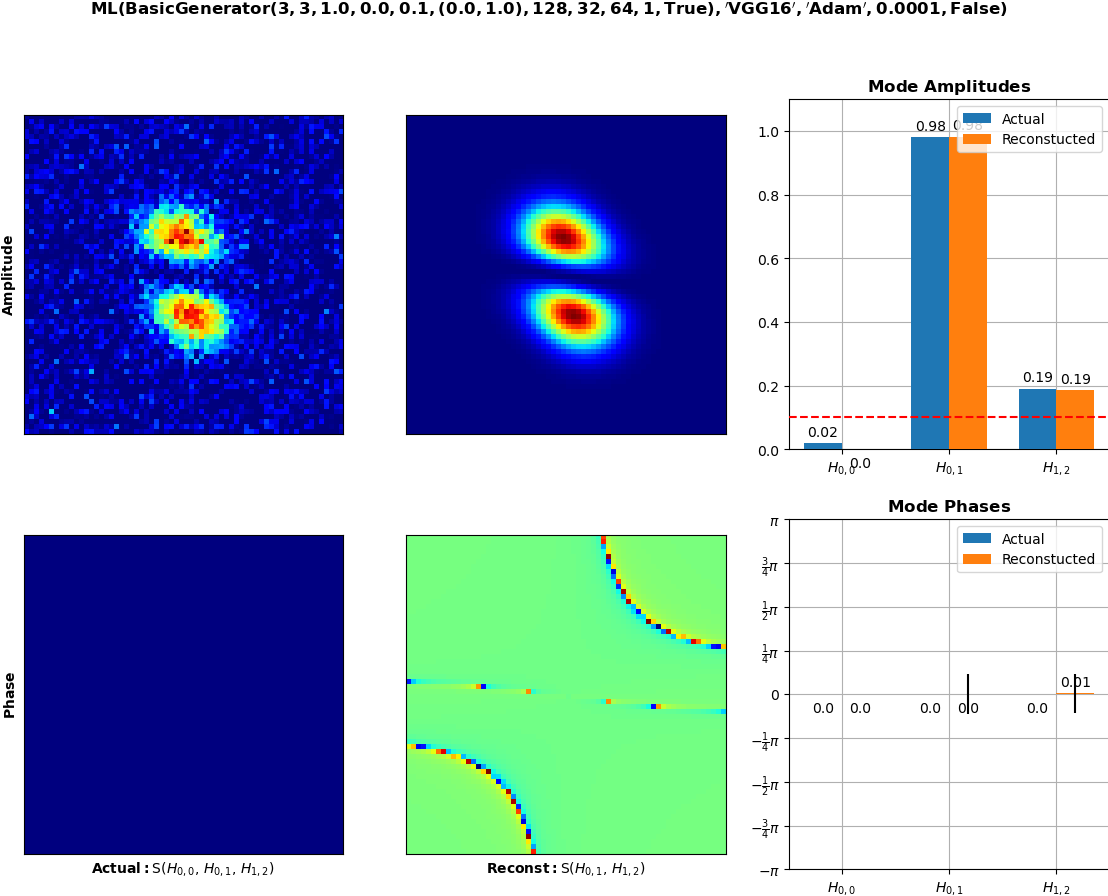 ML(BasicGenerator(3, 3, 1.0, 0.0, 0.1, (0.0, 1.0), 128, 32, 64, 1, True), ′VGG16′, ′Adam′, 0.0001, False)
Mode Amplitudes
Actual
Reconstucted
1.0
0.8
0.6
0.4
0.2
0.0
0.02
0.0
0.98
0.98
0.19
0.19
H0,0
H0,1
H1,2
Amplitude
Mode Phases
Actual
Reconstucted
π
3/4π
1/2π
1/4π
0
−1/4π
−1/2π
−3/4π
−π
0.0
0.0
0.0
0.0
0.0
0.01
H0,0
H0,1
H1,2
Phase
Actual: S(H0,0, H0,1, H1,2)
Reconst: S(H0,1, H1,2)